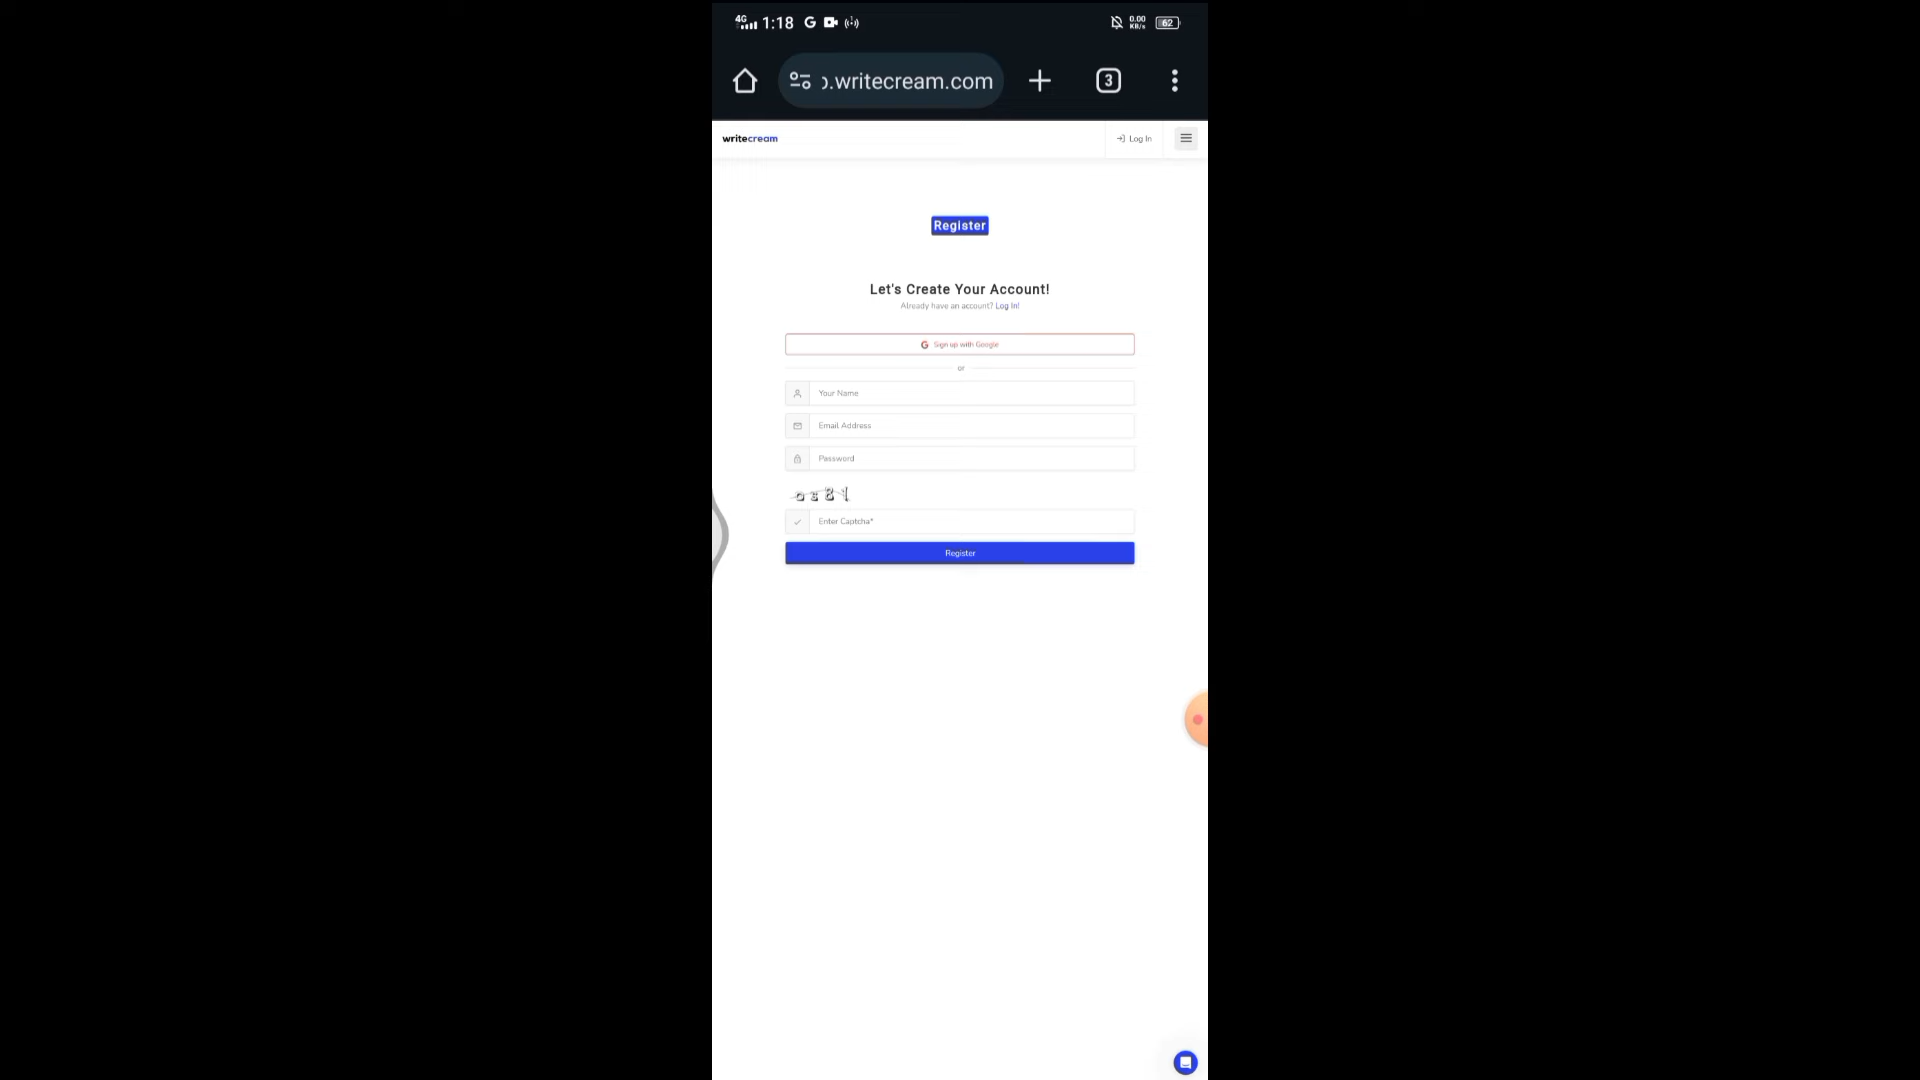 4G 1:18 G 0.00 KB/s 62
.writecream.com 3
writecream Log In
Register
Let's Create Your Account!
Already have an account? Log In!
G Sign up with Google
or
Your Name
Email Address
Password
Enter Captcha*
Register